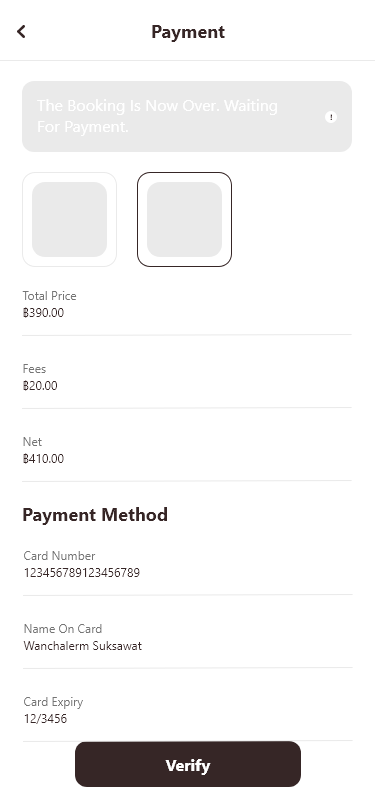 Payment
The Booking Is Now Over. Waiting
For Payment.
!
Total Price
฿390.00
Fees
฿20.00
Net
฿410.00
Payment Method
Card Number
123456789123456789
Name On Card
Wanchalerm Suksawat
Card Expiry
12/3456
Verify